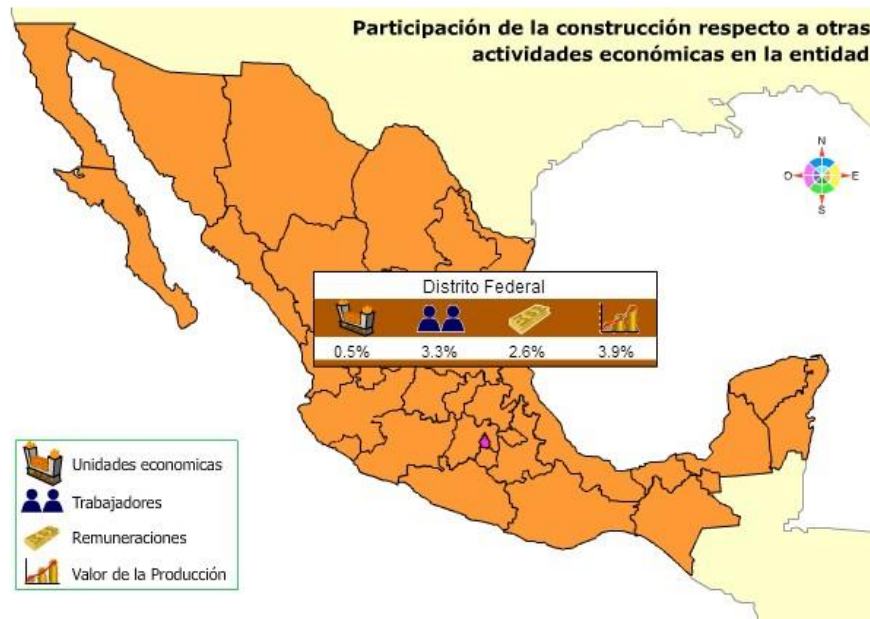 Participación de la construcción respecto a otras
actividades económicas en la entidad
N
O
E
S
Distrito Federal
0.5% 3.3% 2.6% 3.9%
Unidades economicas
Trabajadores
Remuneraciones
Valor de la Producción